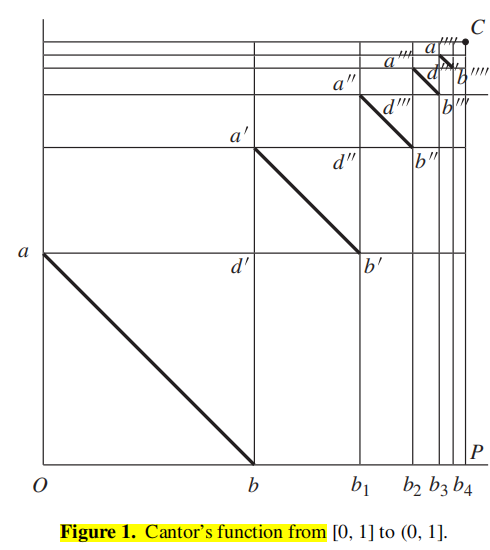 C
a''''
a'''
d''''
b''''
a''
d'''
b'''
a'
d''
b''
a
d'
b'
P
O
b
b₁
b₂
b₃
b₄
Figure 1. Cantor's function from [0, 1] to (0, 1].